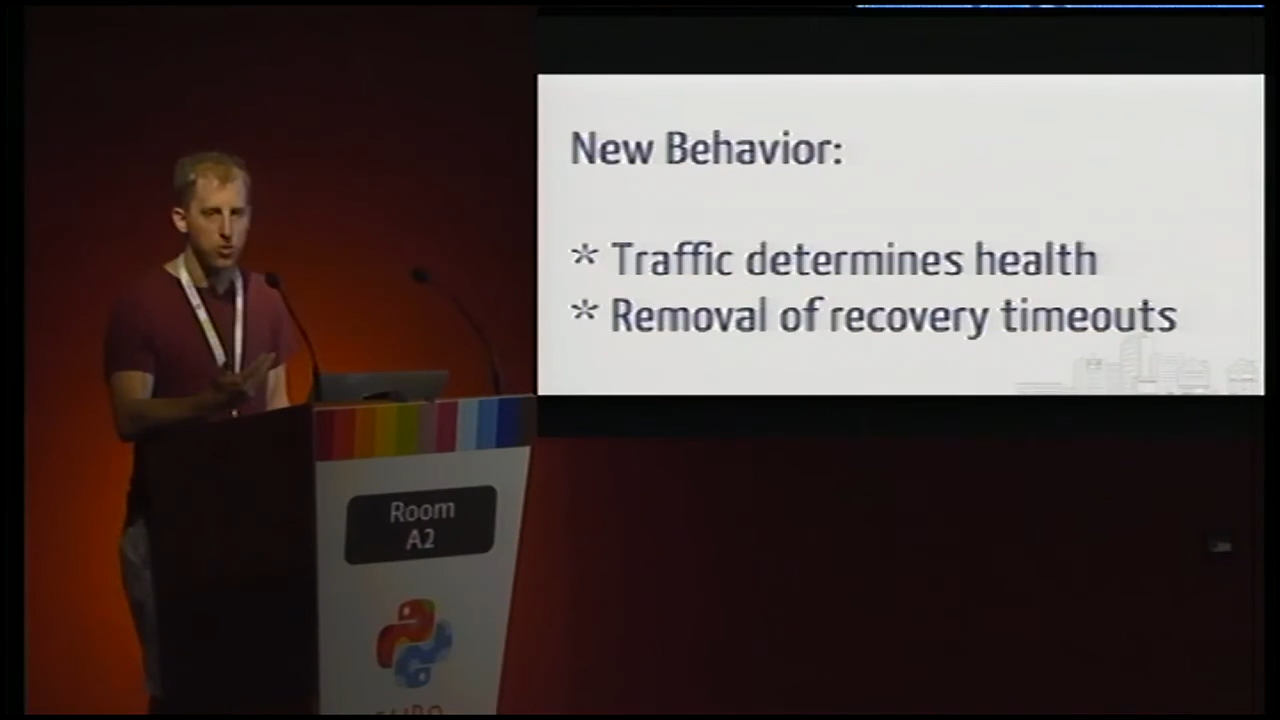 New Behavior:
* Traffic determines health
* Removal of recovery timeouts
Room
A2